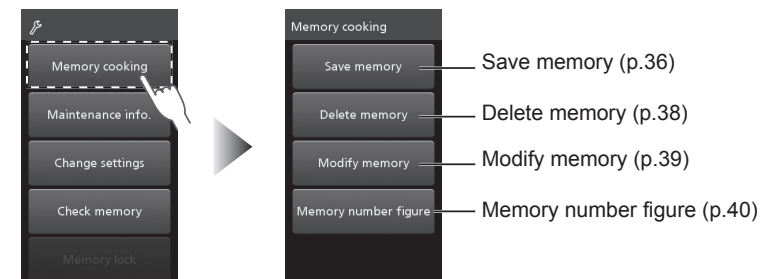 Memory cooking
Maintenance info.
Change settings
Check memory
Memory lock
Memory cooking
Save memory
Delete memory
Modify memory
Memory number figure
Save memory (p.36)
Delete memory (p.38)
Modify memory (p.39)
Memory number figure (p.40)